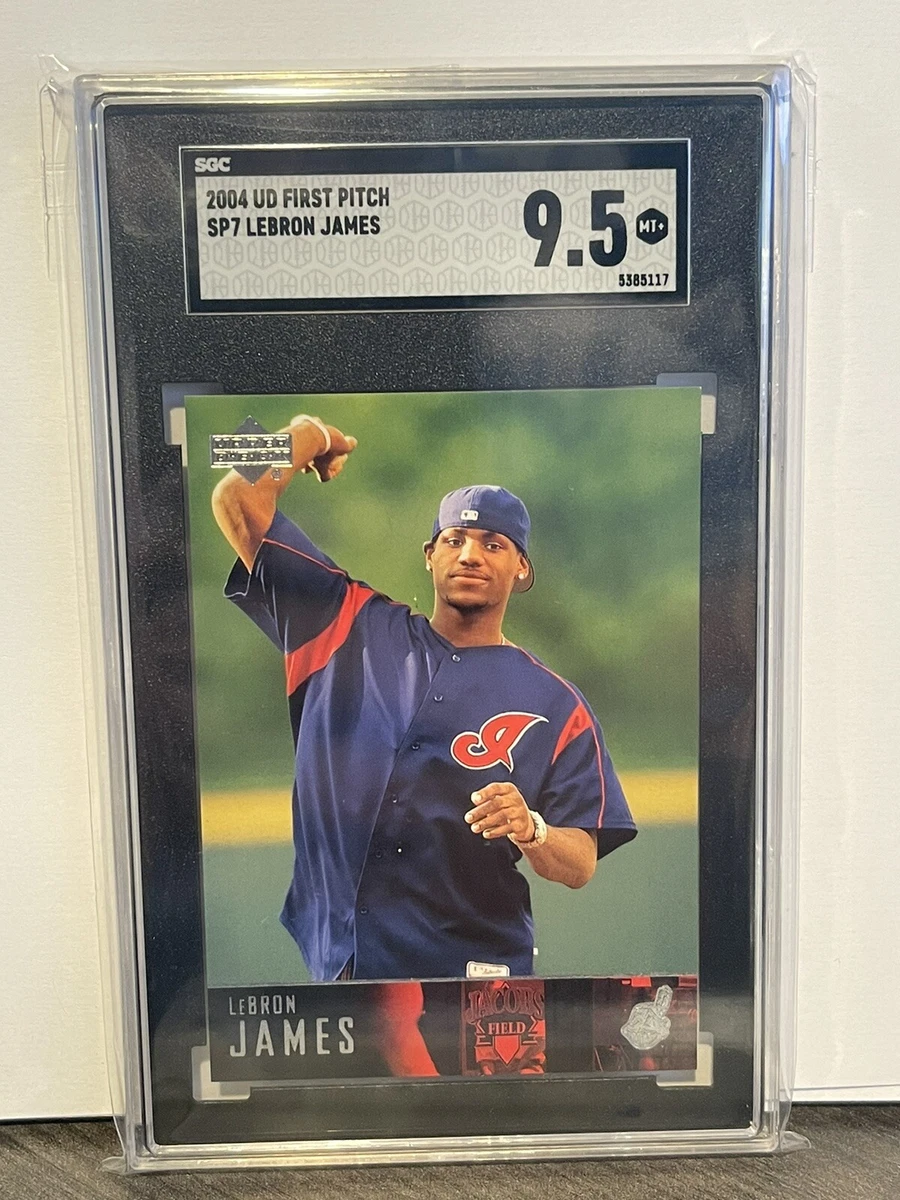 SGC
2004 UD FIRST PITCH
SP7 LEBRON JAMES
9.5
MT+
5385117
UPPER
DECK
LEBRON
JAMES
JACOBS
FIELD